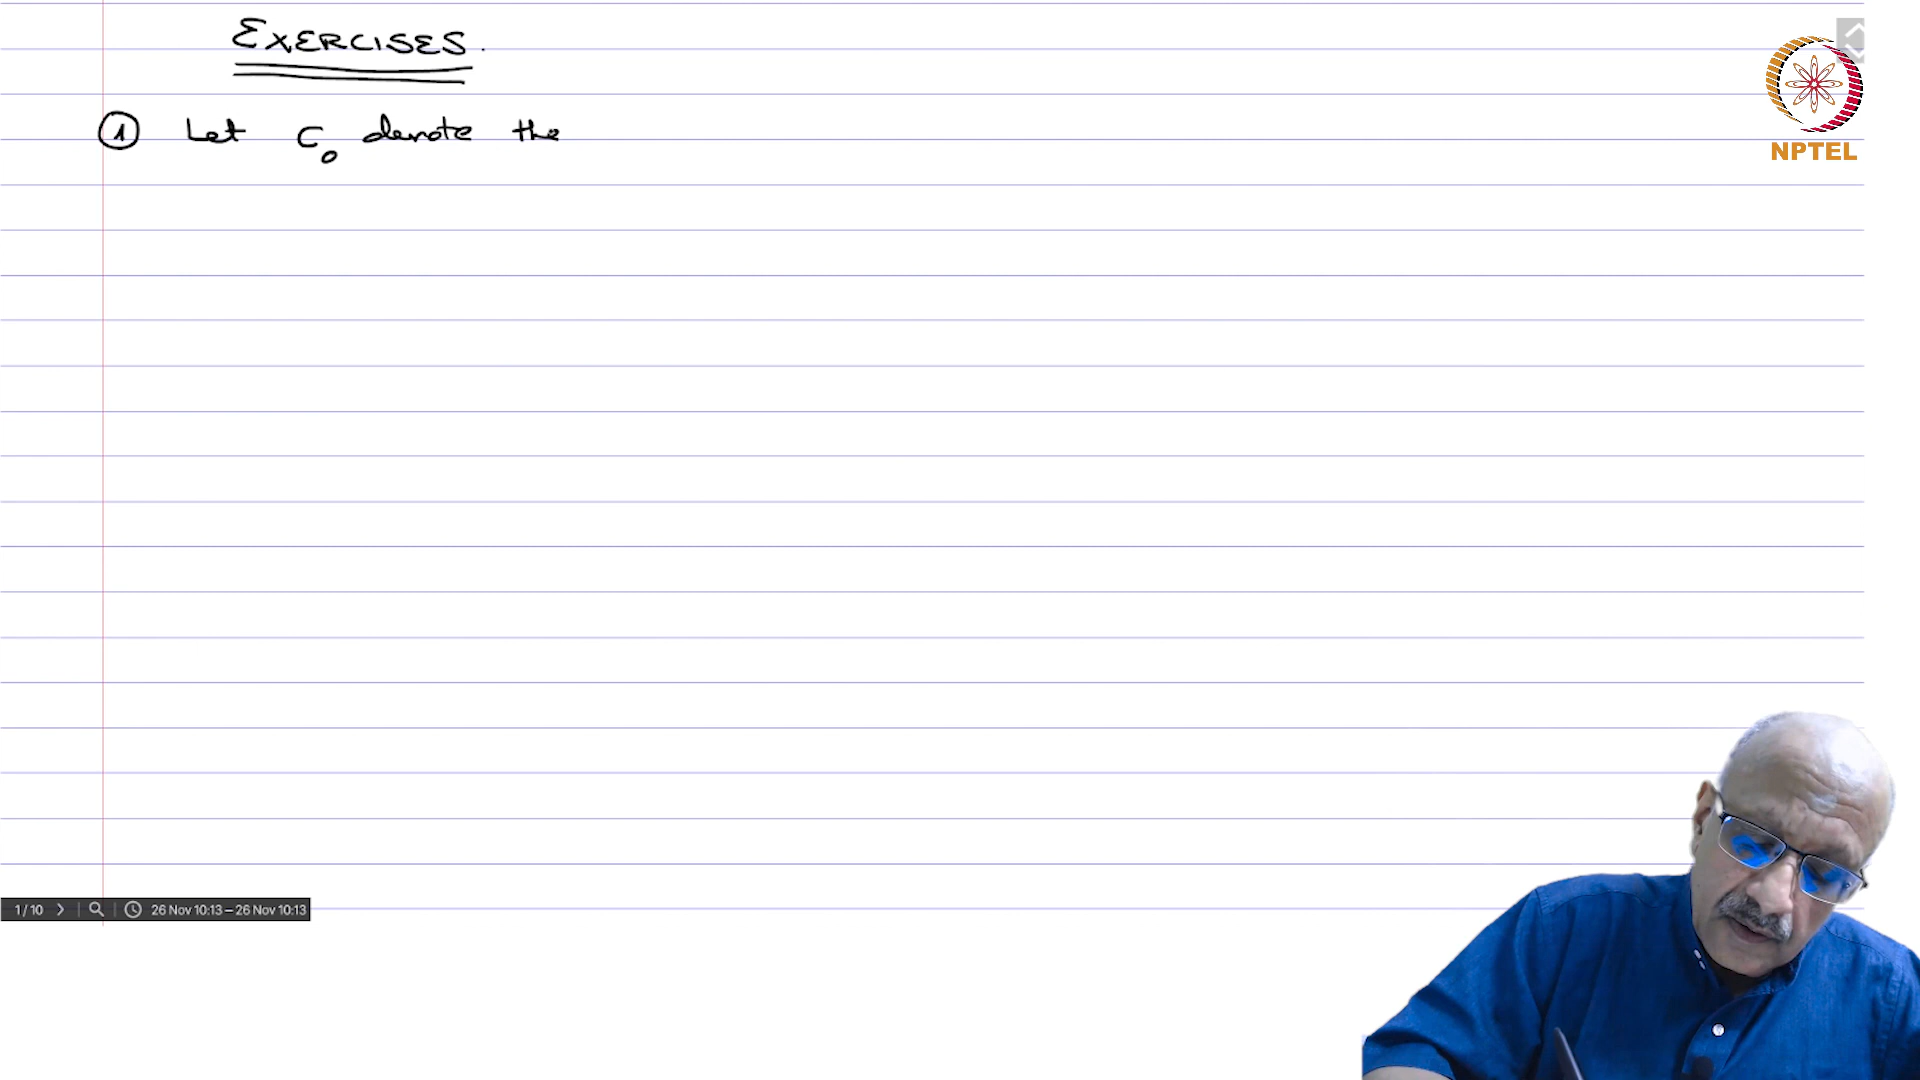 EXERCISES.
① Let c₀ denote the
NPTEL
1/10 26 Nov 10:13 – 26 Nov 10:13